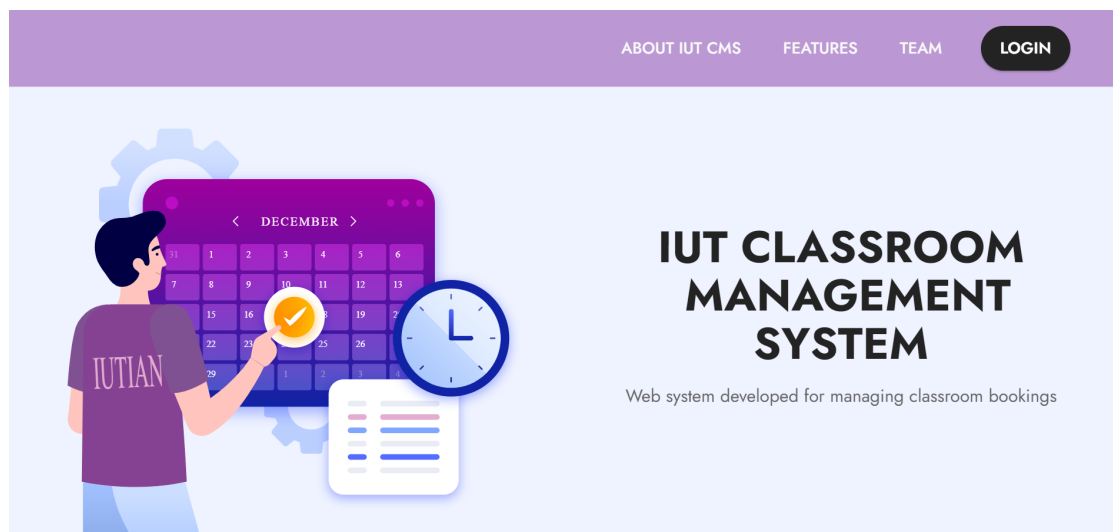 ABOUT IUT CMS FEATURES TEAM LOGIN
DECEMBER
31 1 2 3 4 5 6
7 8 9 10 11 12 13
15 16 19
22 23 25 26
29 1 2 3 4
IUTIAN
IUT CLASSROOM
MANAGEMENT
SYSTEM
Web system developed for managing classroom bookings